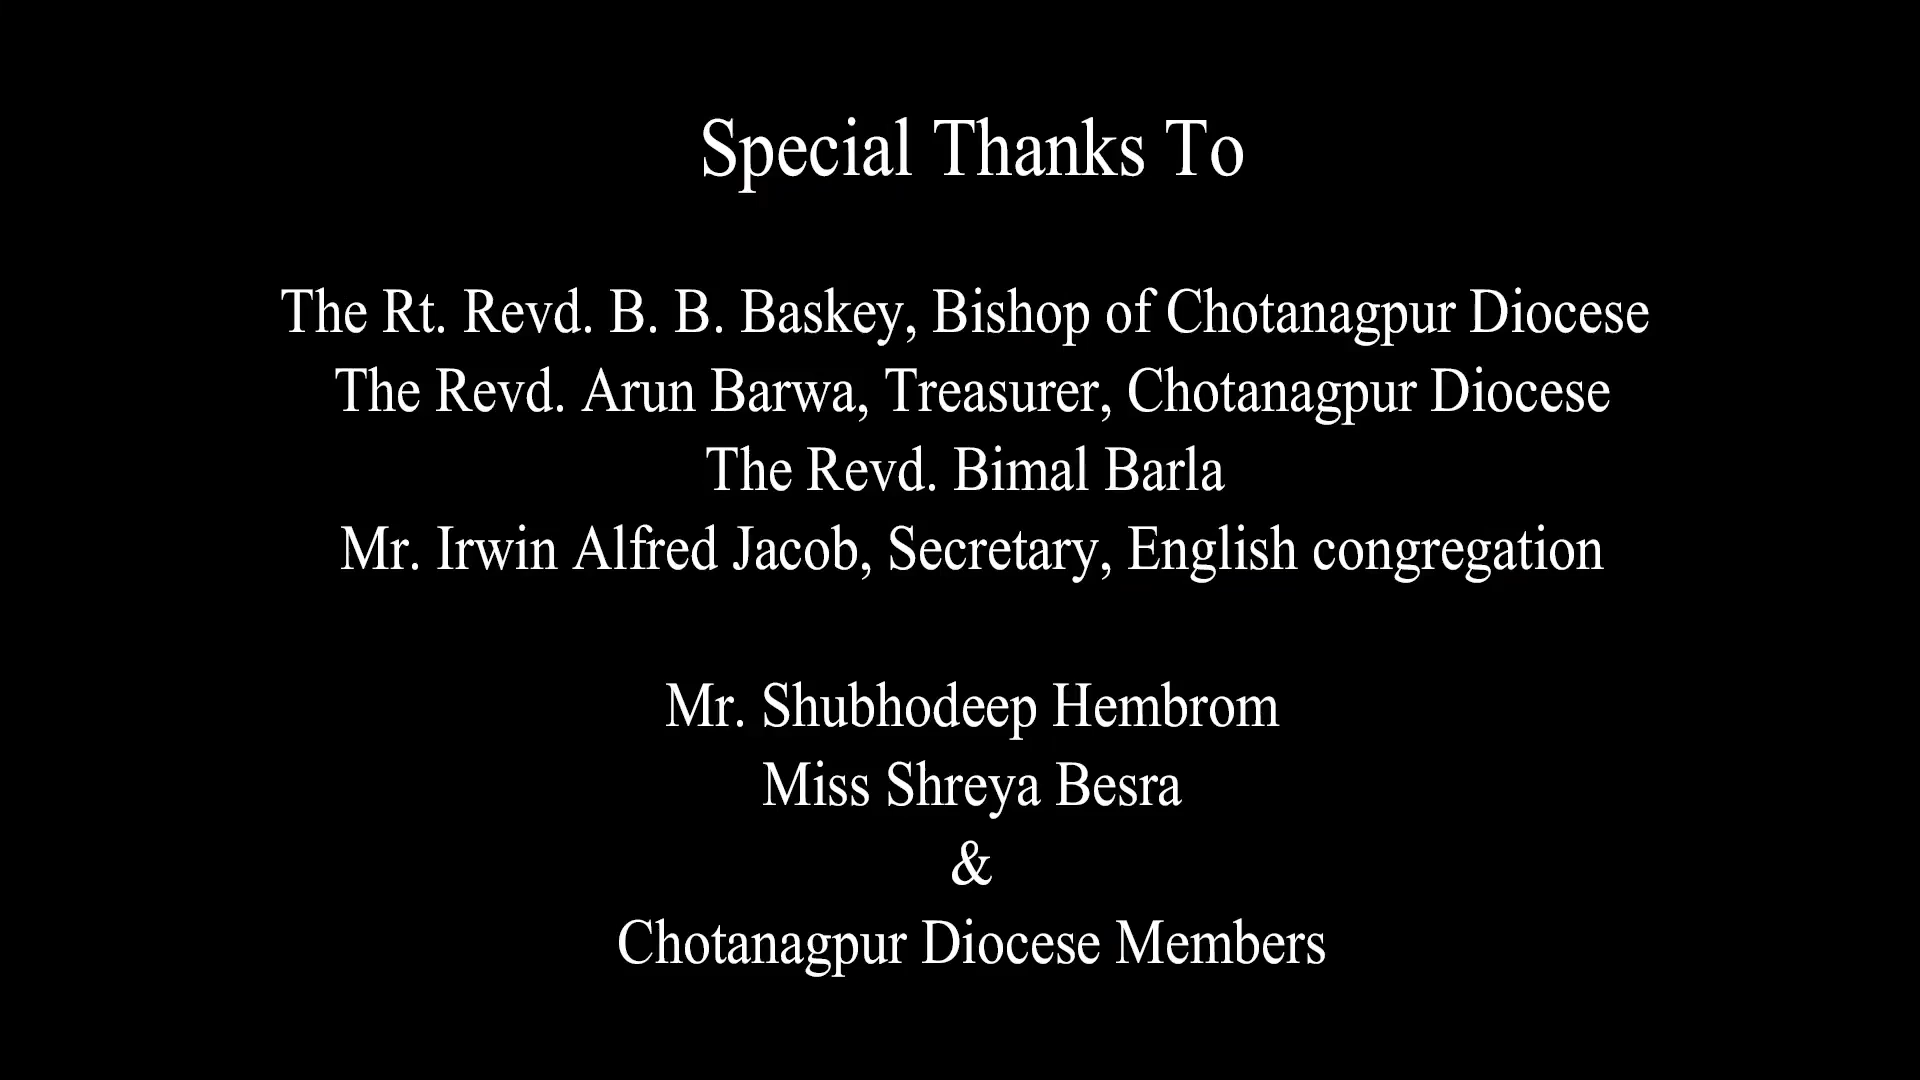 Special Thanks To
The Rt. Revd. B. B. Baskey, Bishop of Chotanagpur Diocese
The Revd. Arun Barwa, Treasurer, Chotanagpur Diocese
The Revd. Bimal Barla
Mr. Irwin Alfred Jacob, Secretary, English congregation
Mr. Shubhodeep Hembrom
Miss Shreya Besra
&
Chotanagpur Diocese Members